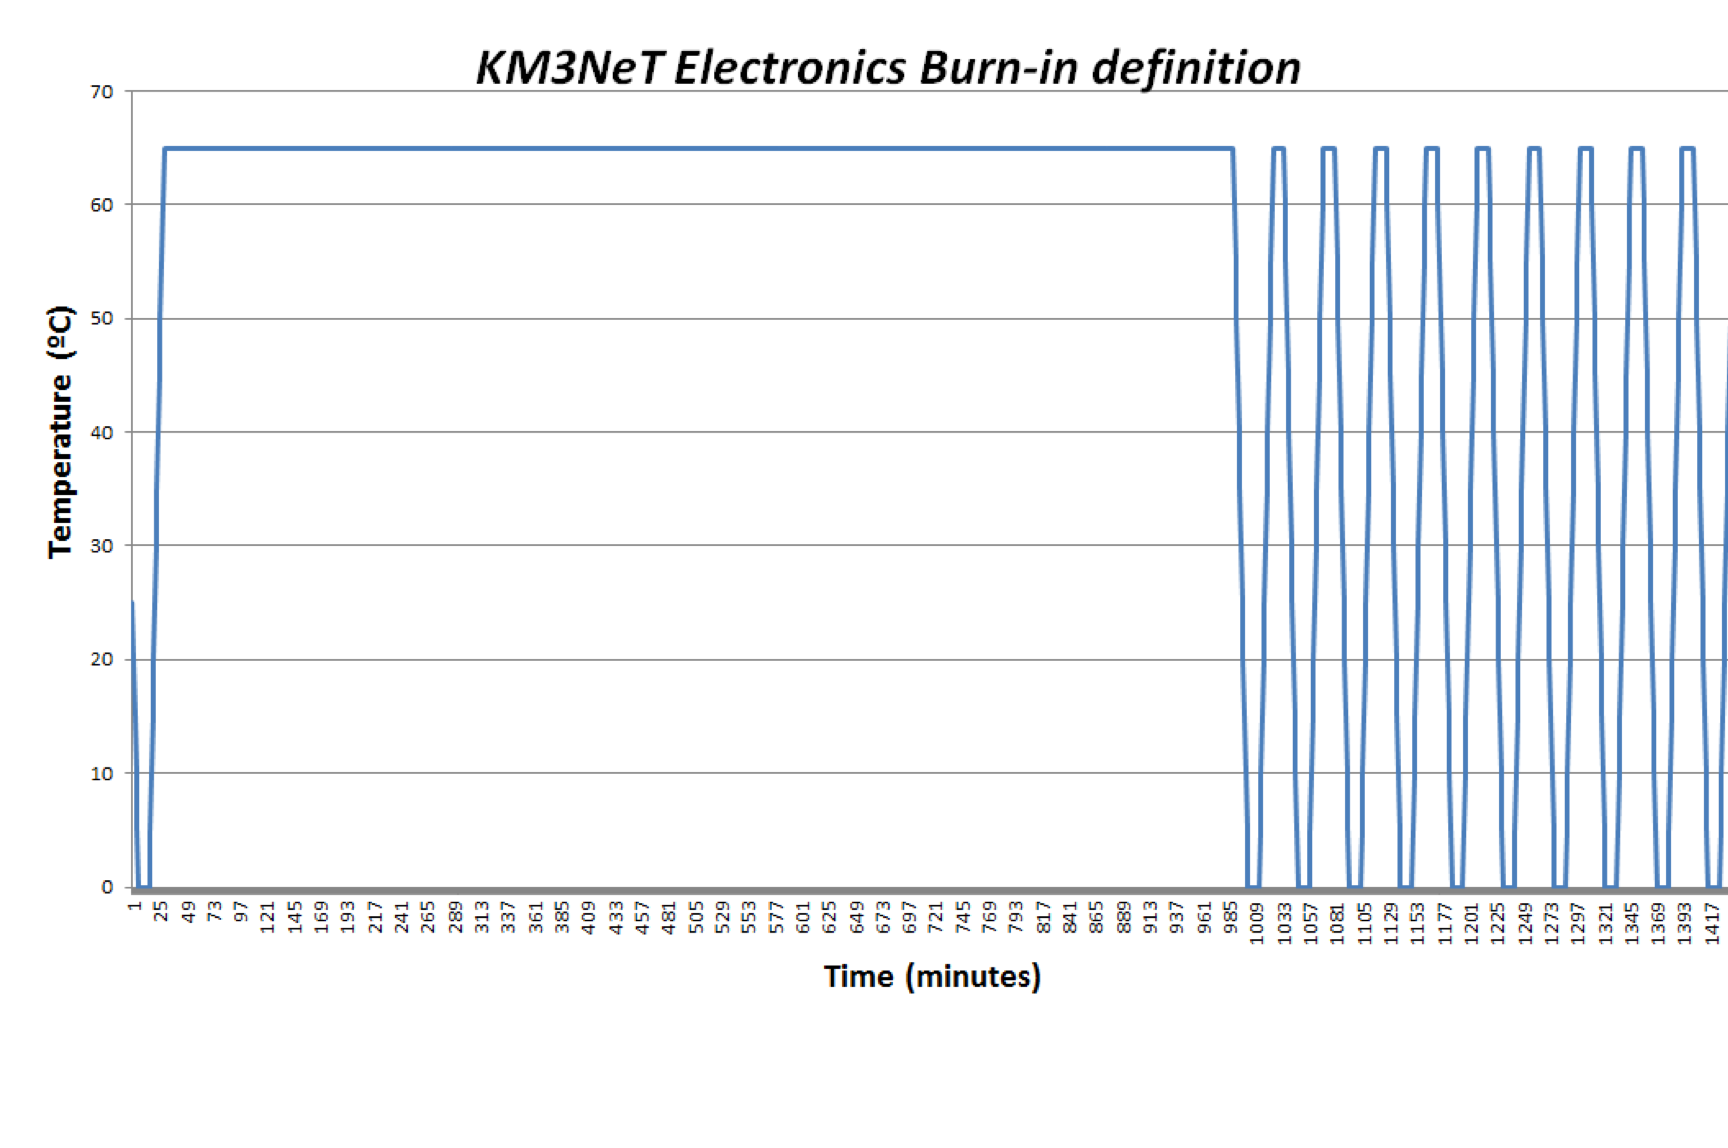 KM3NeT Electronics Burn-in definition
70
60
50
40
30
20
10
0
Temperature (ºC)
1 25 49 73 97 121 145 169 193 217 241 265 289 313 337 361 385 409 433 457 481 505 529 553 577 601 625 649 673 697 721 745 769 793 817 841 865 889 913 937 961 985 1009 1033 1057 1081 1105 1129 1153 1177 1201 1225 1249 1273 1297 1321 1345 1369 1393 1417
Time (minutes)